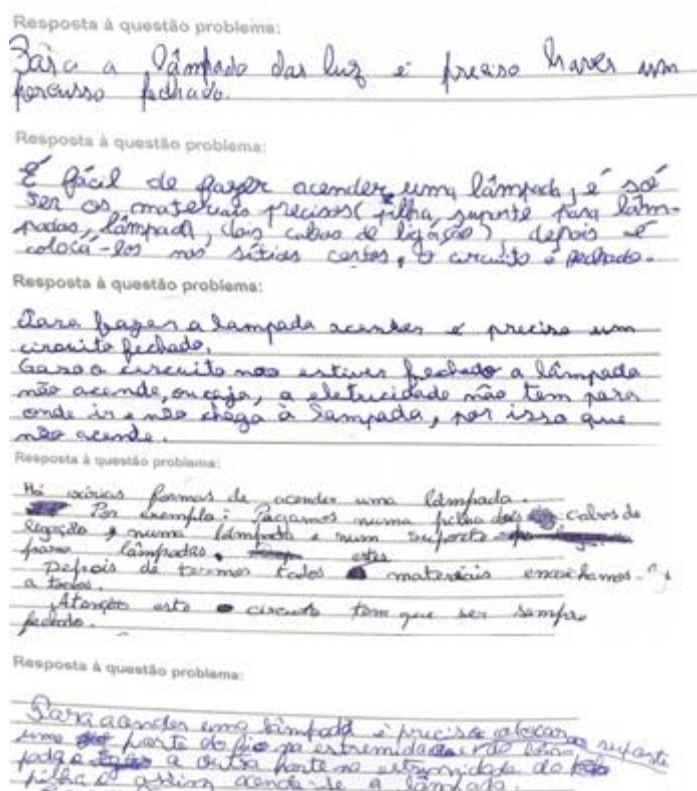 Resposta à questão problema:
Para a lâmpada dar luz é preciso haver um
percusso fechado.
Resposta à questão problema:
É fácil de fazer acender uma lâmpada, é só
ter os materiais precisos (pilha, suporte para lâm-
padas, lâmpada, dois cabos de ligação), depois é
colocá-los nos sítios certos, o circuito é fechado.
Resposta à questão problema:
Para fazer a lampada acender é preciso um
circuito fechado.
Caso o circuito nao estiver fechado a lâmpada
não acende, ou seja, a eletricidade não tem para
onde ir e não chega à lampada, por isso que
não acende.
Resposta à questão problema:
Há várias formas de acender uma lâmpada.
Por exemplo: Pegamos numa pilha dois cabos de
ligação, numa lâmpada e num suporte
para lâmpadas.
Depois de termos todos materiais encaixamos-
a todos.
Atenção este circuito tem que ser sempre
fechado.
Resposta à questão problema:
Para acender uma lâmpada é preciso colocar
uma parte do fio na estremidade do suporte
e a outra parte na estremidade da
pilha e assim acende-se a lâmpada.